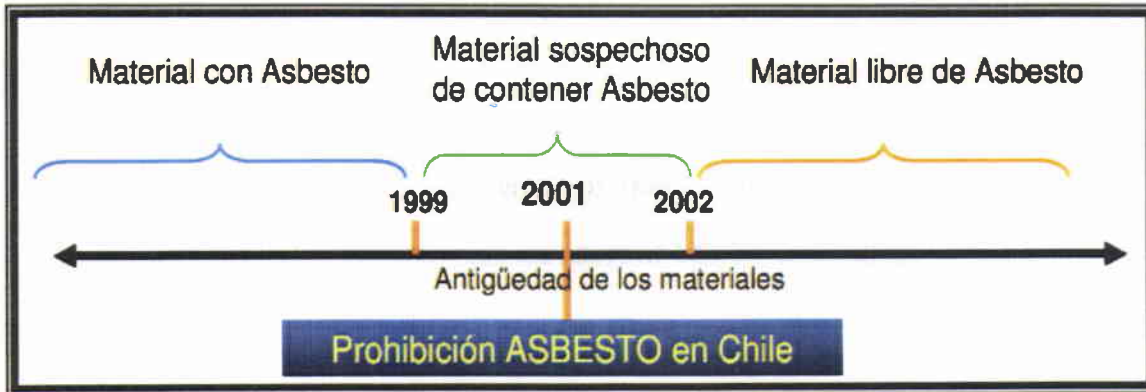 Material con Asbesto
Material sospechoso
de contener Asbesto
Material libre de Asbesto
1999
2001
2002
Antigüedad de los materiales
Prohibición ASBESTO en Chile